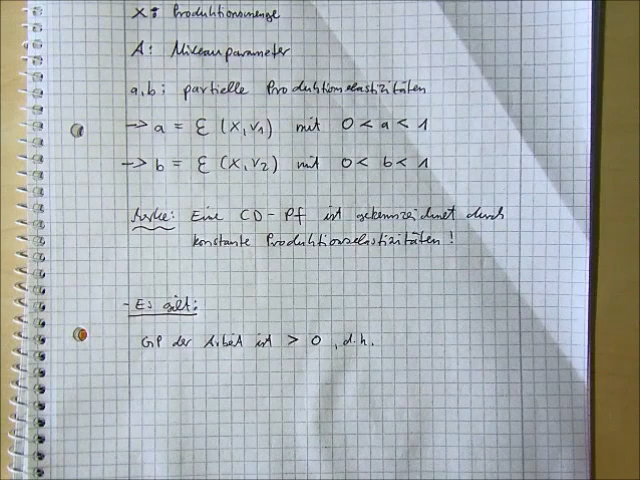 X: Produktionsmenge
A: Niveauparameter
a,b: partielle Produktionselastizitäten
→ a = ε (X,V1) mit 0 < a < 1
→ b = ε (X,V2) mit 0 < b < 1
Merke: Eine CD-Pf ist gekennzeichnet durch
konstante Produktionselastizitäten!
- Es gilt:
GP der Arbeit ist > 0, d.h.